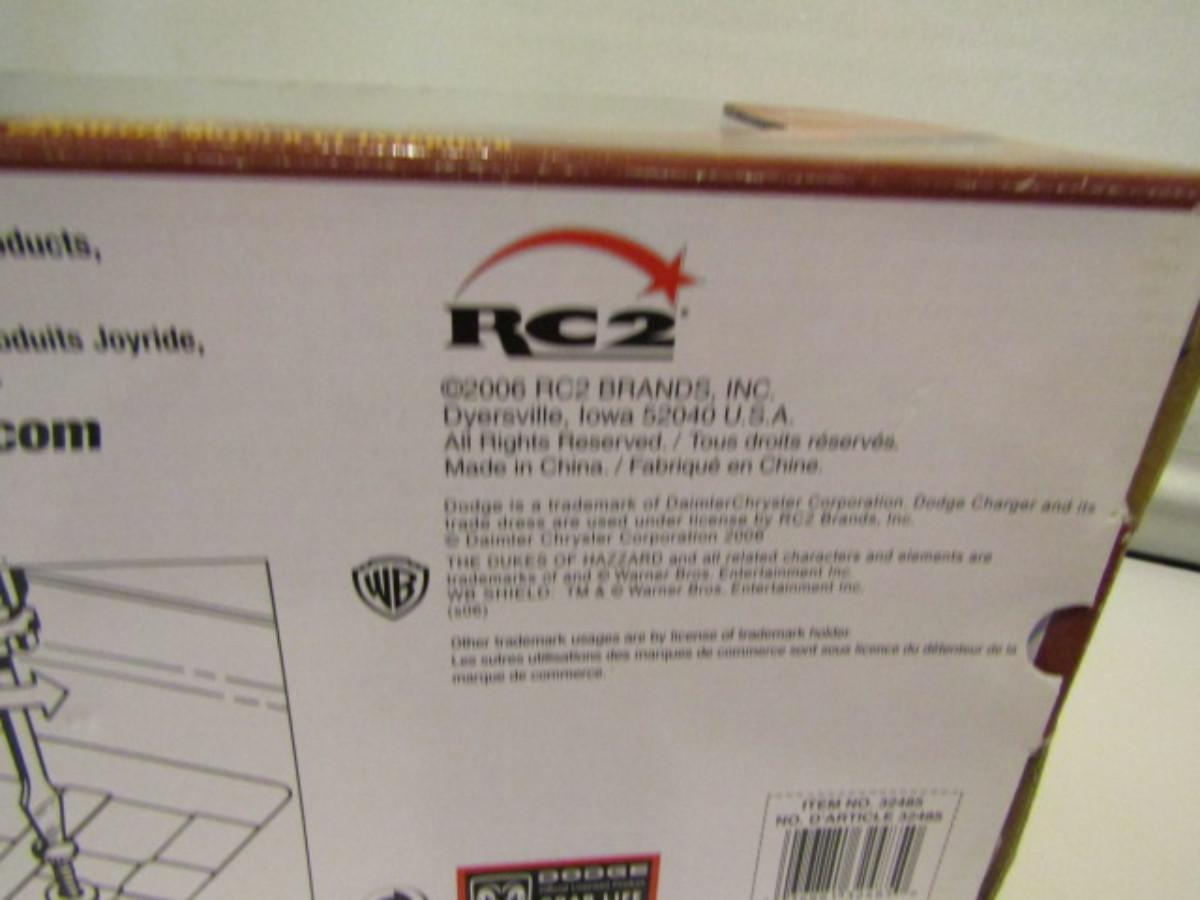 oducts,
oduits Joyride,
com
RC2
©2006 RC2 BRANDS, INC.
Dyersville, Iowa 52040 U.S.A.
All Rights Reserved. / Tous droits réservés.
Made in China. / Fabriqué en Chine.
Dodge is a trademark of DaimlerChrysler Corporation. Dodge Charger and its
trade dress are used under license by RC2 Brands, Inc.
© Daimler Chrysler Corporation 2006
WB
THE DUKES OF HAZZARD and all related characters and elements are
trademarks of and © Warner Bros. Entertainment Inc.
WB SHIELD: TM & © Warner Bros. Entertainment Inc.
(s06)
Other trademark usages are by license of trademark holder.
Les autres utilisations des marques de commerce sont sous licence du détenteur de la
marque de commerce.
ITEM NO. 32485
NO. D'ARTICLE 32485
DODGE
Official Licensed Product